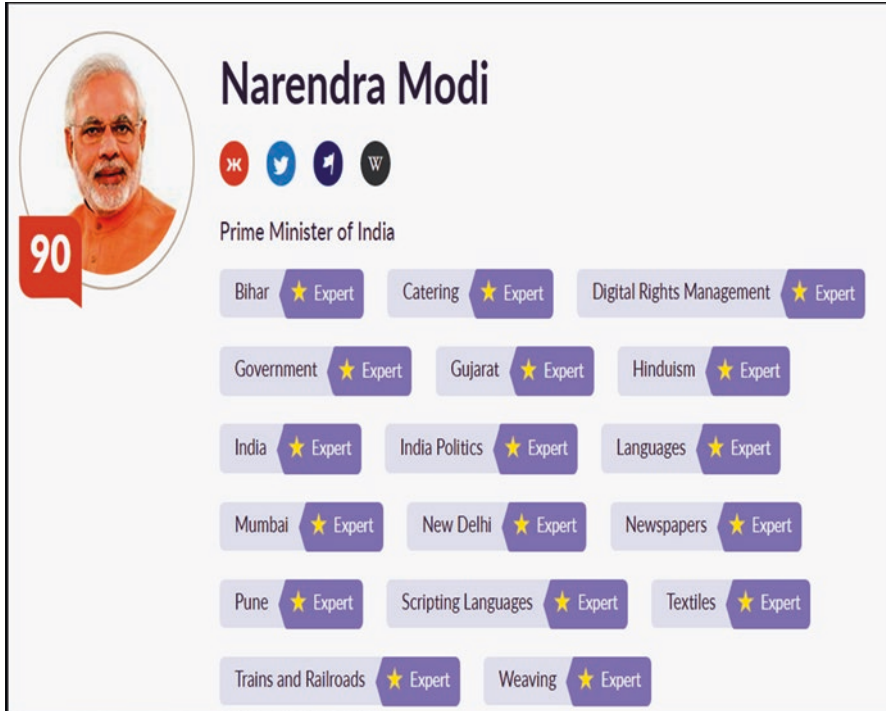 Narendra Modi
Ж W
Prime Minister of India
90
Bihar ★ Expert Catering ★ Expert Digital Rights Management ★ Expert
Government ★ Expert Gujarat ★ Expert Hinduism ★ Expert
India ★ Expert India Politics ★ Expert Languages ★ Expert
Mumbai ★ Expert New Delhi ★ Expert Newspapers ★ Expert
Pune ★ Expert Scripting Languages ★ Expert Textiles ★ Expert
Trains and Railroads ★ Expert Weaving ★ Expert